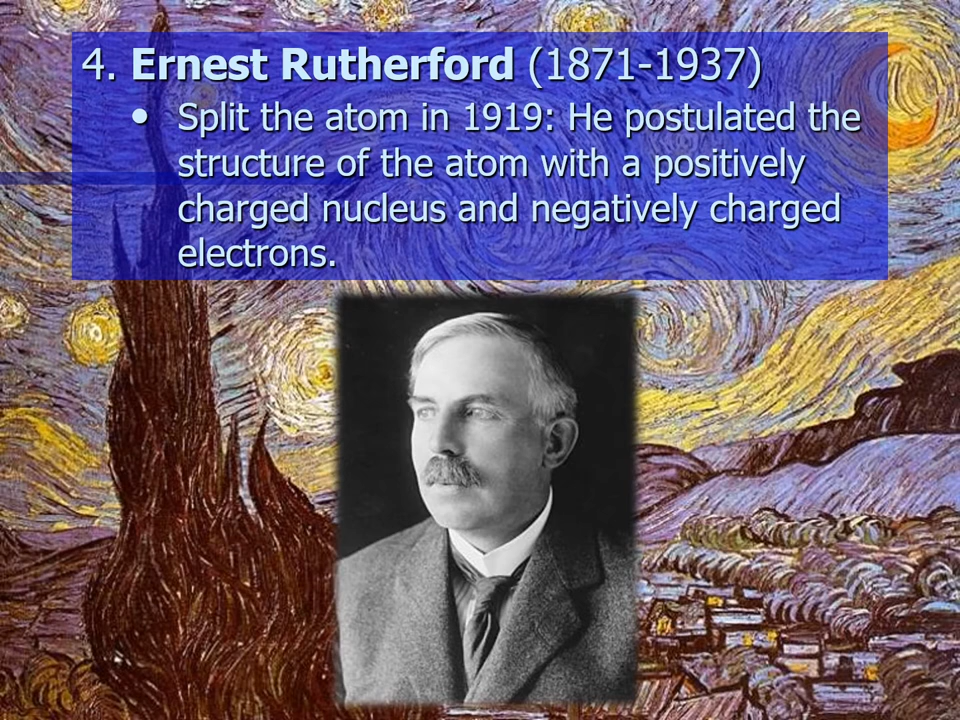 4. Ernest Rutherford (1871-1937)
• Split the atom in 1919: He postulated the
structure of the atom with a positively
charged nucleus and negatively charged
electrons.